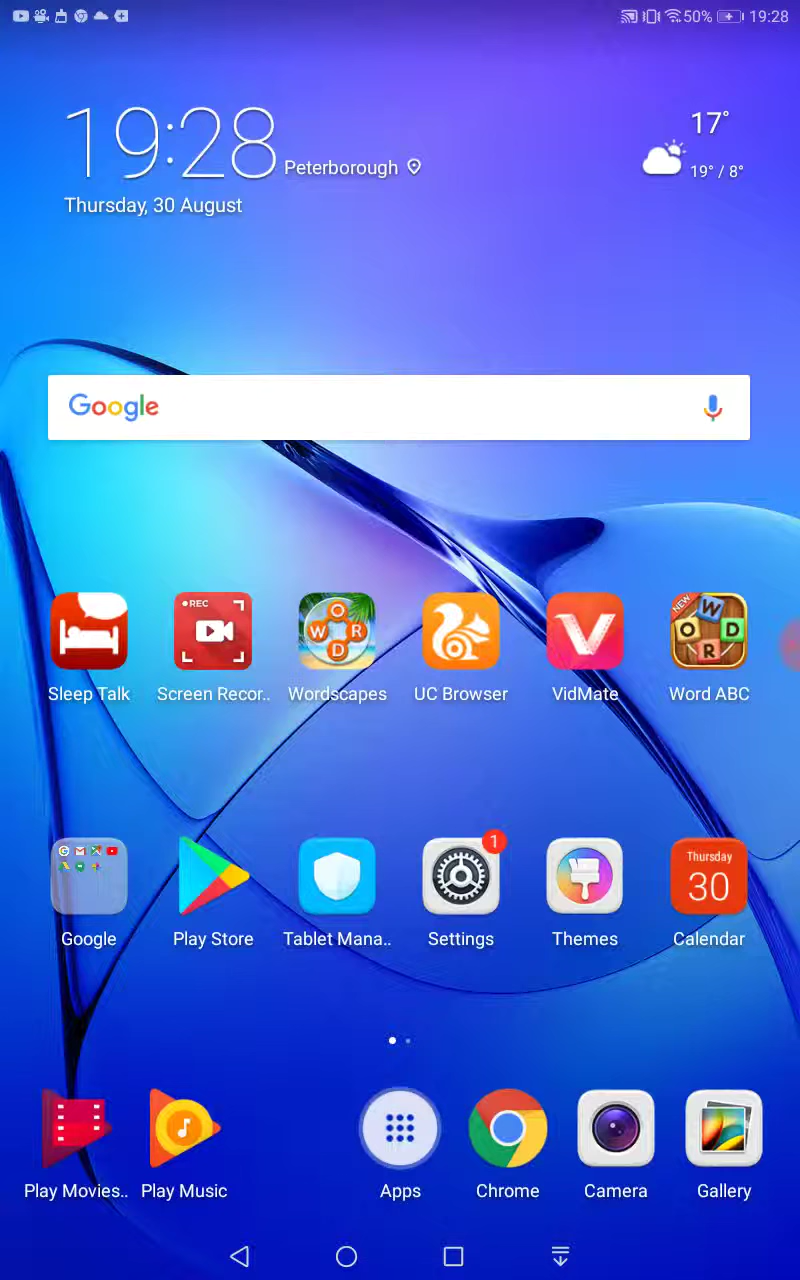 50% 19:28
19:28 Peterborough
Thursday, 30 August
17°
19° / 8°
Google
REC
W O R D
NEW
W O D R
Sleep Talk Screen Recor.. Wordscapes UC Browser VidMate Word ABC
1
Thursday
30
Google Play Store Tablet Mana.. Settings Themes Calendar
Play Movies.. Play Music Apps Chrome Camera Gallery